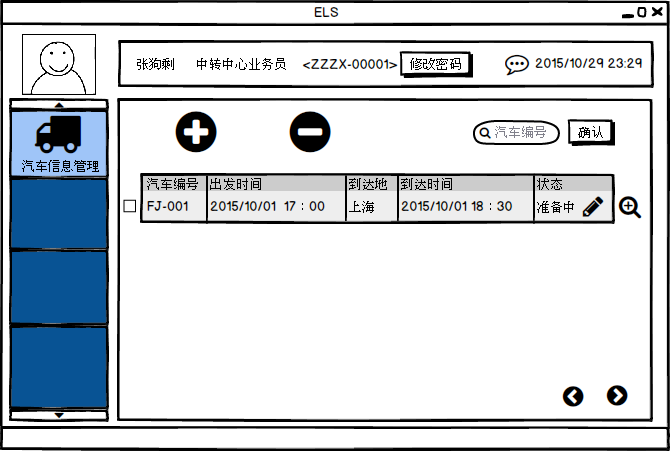 ELS
张狗剩 中转中心业务员 <ZZZX-00001> 修改密码 2015/10/29 23:29
汽车信息管理
汽车编号 确认
汽车编号 出发时间 到达地 到达时间 状态
FJ-001 2015/10/01 17：00 上海 2015/10/01 18：30 准备中